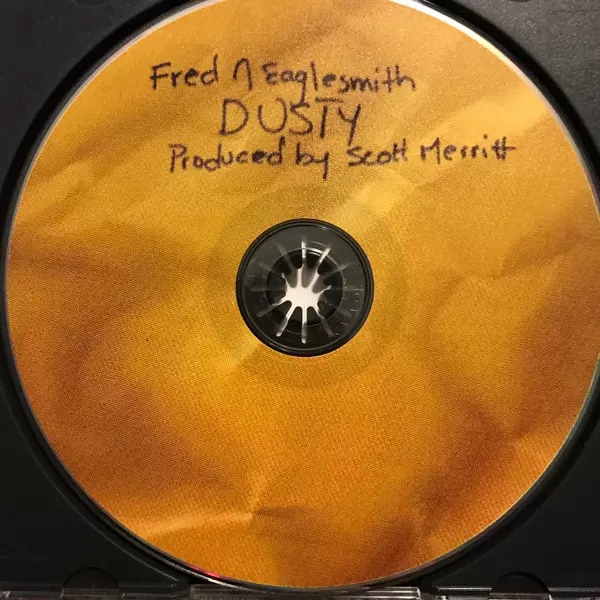 Fred J Eaglesmith
DUSTY
Produced by Scott Merritt